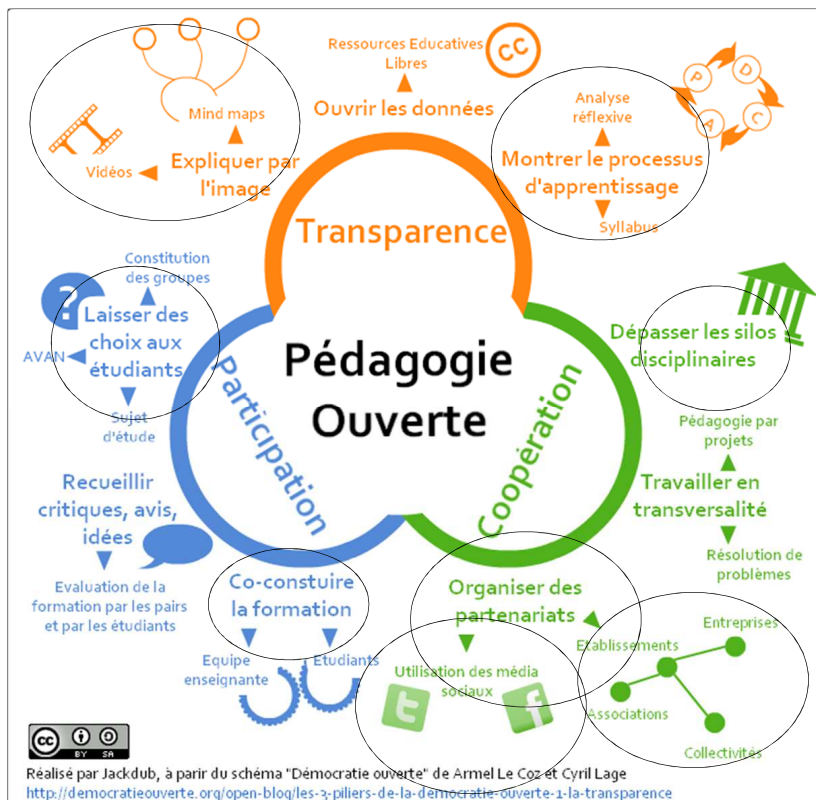 Ressources Educatives
Libres
CC
Ouvrir les données
Mind maps
Vidéos
Expliquer par
l'image
Analyse
réflexive
P
D
C
A
Montrer le processus
d'apprentissage
Syllabus
Transparence
Constitution
des groupes
?
Laisser des
choix aux
étudiants
AVAN
Sujet
d'étude
Participation
Pédagogie
Ouverte
Coopération
Dépasser les silos
disciplinaires
Pédagogie par
projets
Travailler en
transversalité
Résolution de
problèmes
Recueillir
critiques, avis,
idées
Evaluation de la
formation par les pairs
et par les étudiants
Co-constuire
la formation
Equipe
enseignante
Etudiants
Organiser des
partenariats
Utilisation des média
sociaux
t
f
Etablissements
Entreprises
Associations
Collectivités
cc
BY SA
Réalisé par Jackdub, à parir du schéma "Démocratie ouverte" de Armel Le Coz et Cyril Lage
http://democratieouverte.org/open-blog/les-3-piliers-de-la-democratie-ouverte-1-la-transparence